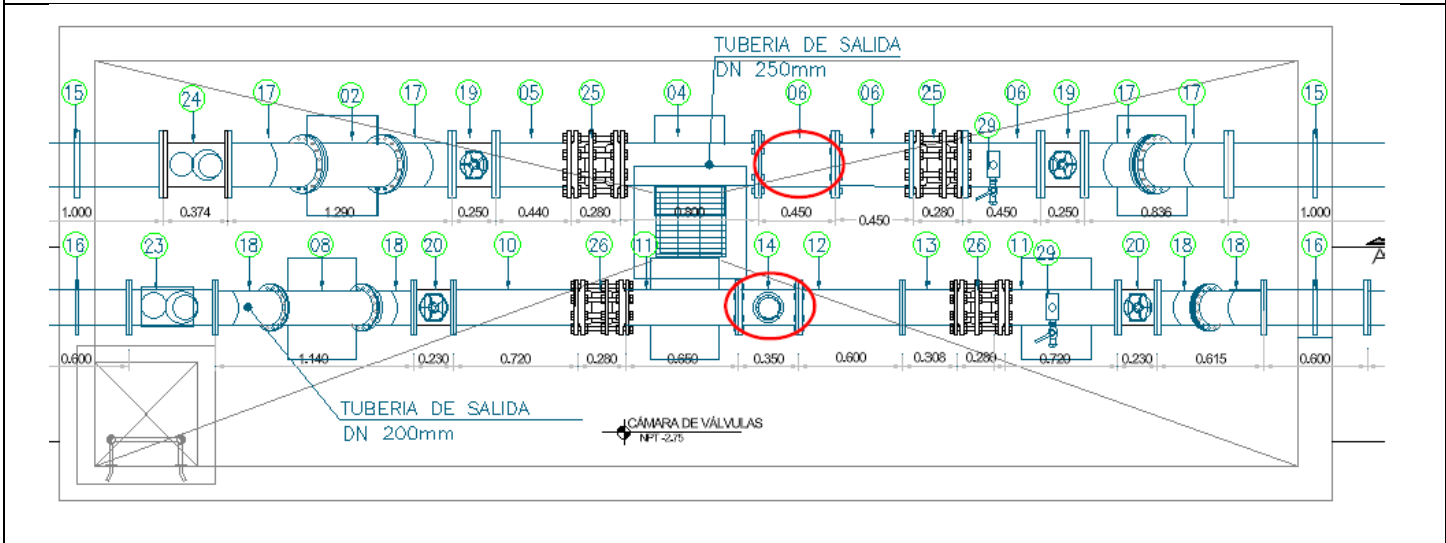 TUBERIA DE SALIDA
DN 250mm
15 24 17 02 17 19 05 25 04 06 06 25 29 06 19 17 17 15
1.000 0.374 1.290 0.250 0.440 0.280 0.800 0.450 0.450 0.280 0.450 0.250 0.836 1.000
16 23 18 08 18 20 10 26 11 14 12 13 26 11 29 20 18 18 16
A
0.600 1.140 0.230 0.720 0.280 0.650 0.350 0.600 0.308 0.280 0.720 0.230 0.615 0.600
TUBERIA DE SALIDA
DN 200mm
CÁMARA DE VÁLVULAS
NPT -2.75